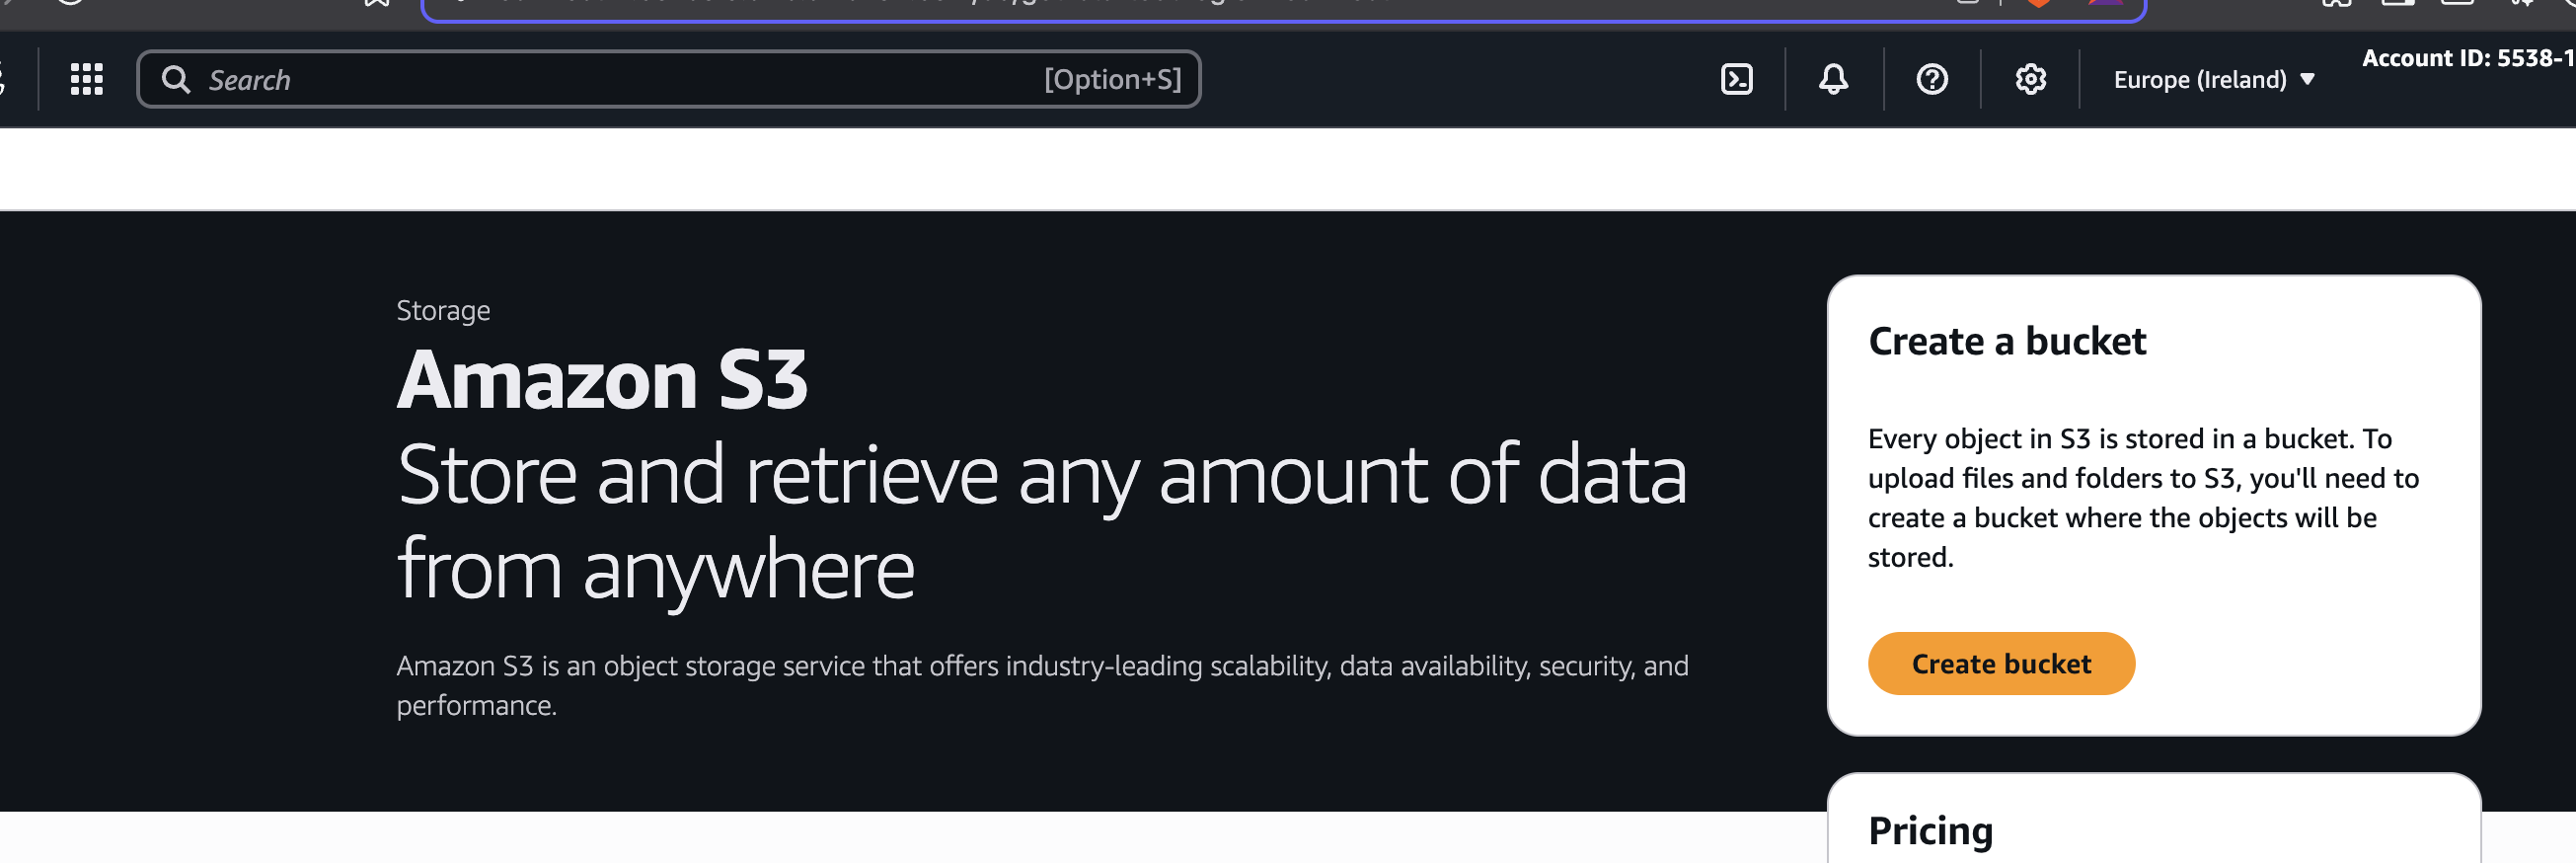 Search [Option+S]
Europe (Ireland)
Account ID: 5538-1
Storage
Amazon S3
Store and retrieve any amount of data
from anywhere
Amazon S3 is an object storage service that offers industry-leading scalability, data availability, security, and
performance.
Create a bucket
Every object in S3 is stored in a bucket. To
upload files and folders to S3, you'll need to
create a bucket where the objects will be
stored.
Create bucket
Pricing